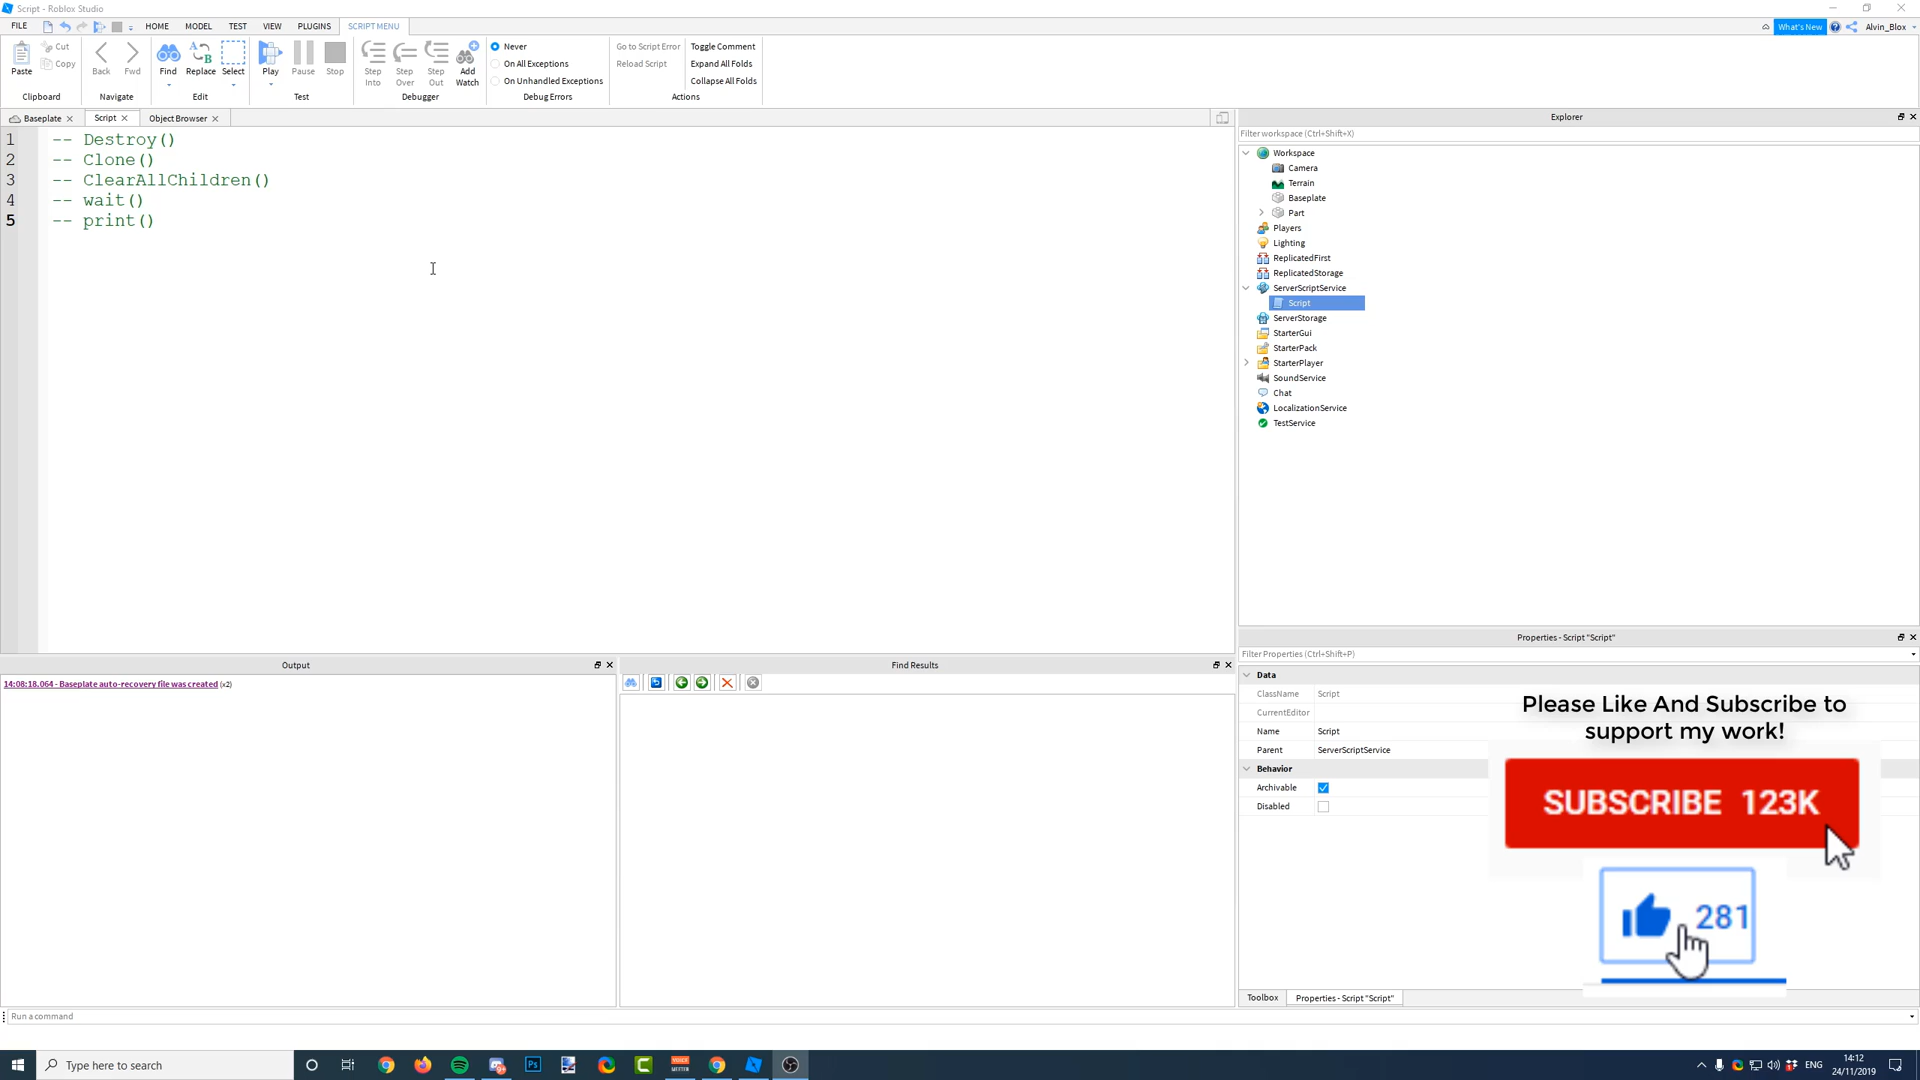 Script - Roblox Studio
FILE HOME MODEL TEST VIEW PLUGINS SCRIPT MENU What's New Alvin_Blox
Cut
Copy
Paste Back Fwd Find Replace Select Play Pause Stop Step Into Step Over Step Out Add Watch
Never
On All Exceptions
On Unhandled Exceptions
Go to Script Error
Reload Script
Toggle Comment
Expand All Folds
Collapse All Folds
Clipboard Navigate Edit Test Debugger Debug Errors Actions
Baseplate Script Object Browser
1 -- Destroy()
2 -- Clone()
3 -- ClearAllChildren()
4 -- wait()
5 -- print()
Explorer
Filter workspace (Ctrl+Shift+X)
Workspace
Camera
Terrain
Baseplate
Part
Players
Lighting
ReplicatedFirst
ReplicatedStorage
ServerScriptService
Script
ServerStorage
StarterGui
StarterPack
StarterPlayer
SoundService
Chat
LocalizationService
TestService
Output
14:08:18.064 - Baseplate auto-recovery file was created (x2)
Find Results
Properties - Script "Script"
Filter Properties (Ctrl+Shift+P)
Data
ClassName Script
CurrentEditor
Name Script
Parent ServerScriptService
Behavior
Archivable
Disabled
Please Like And Subscribe to
support my work!
SUBSCRIBE 123K
281
Toolbox Properties - Script "Script"
Run a command
Type here to search
Ps
VOICE MEETER
ENG
14:12
24/11/2019